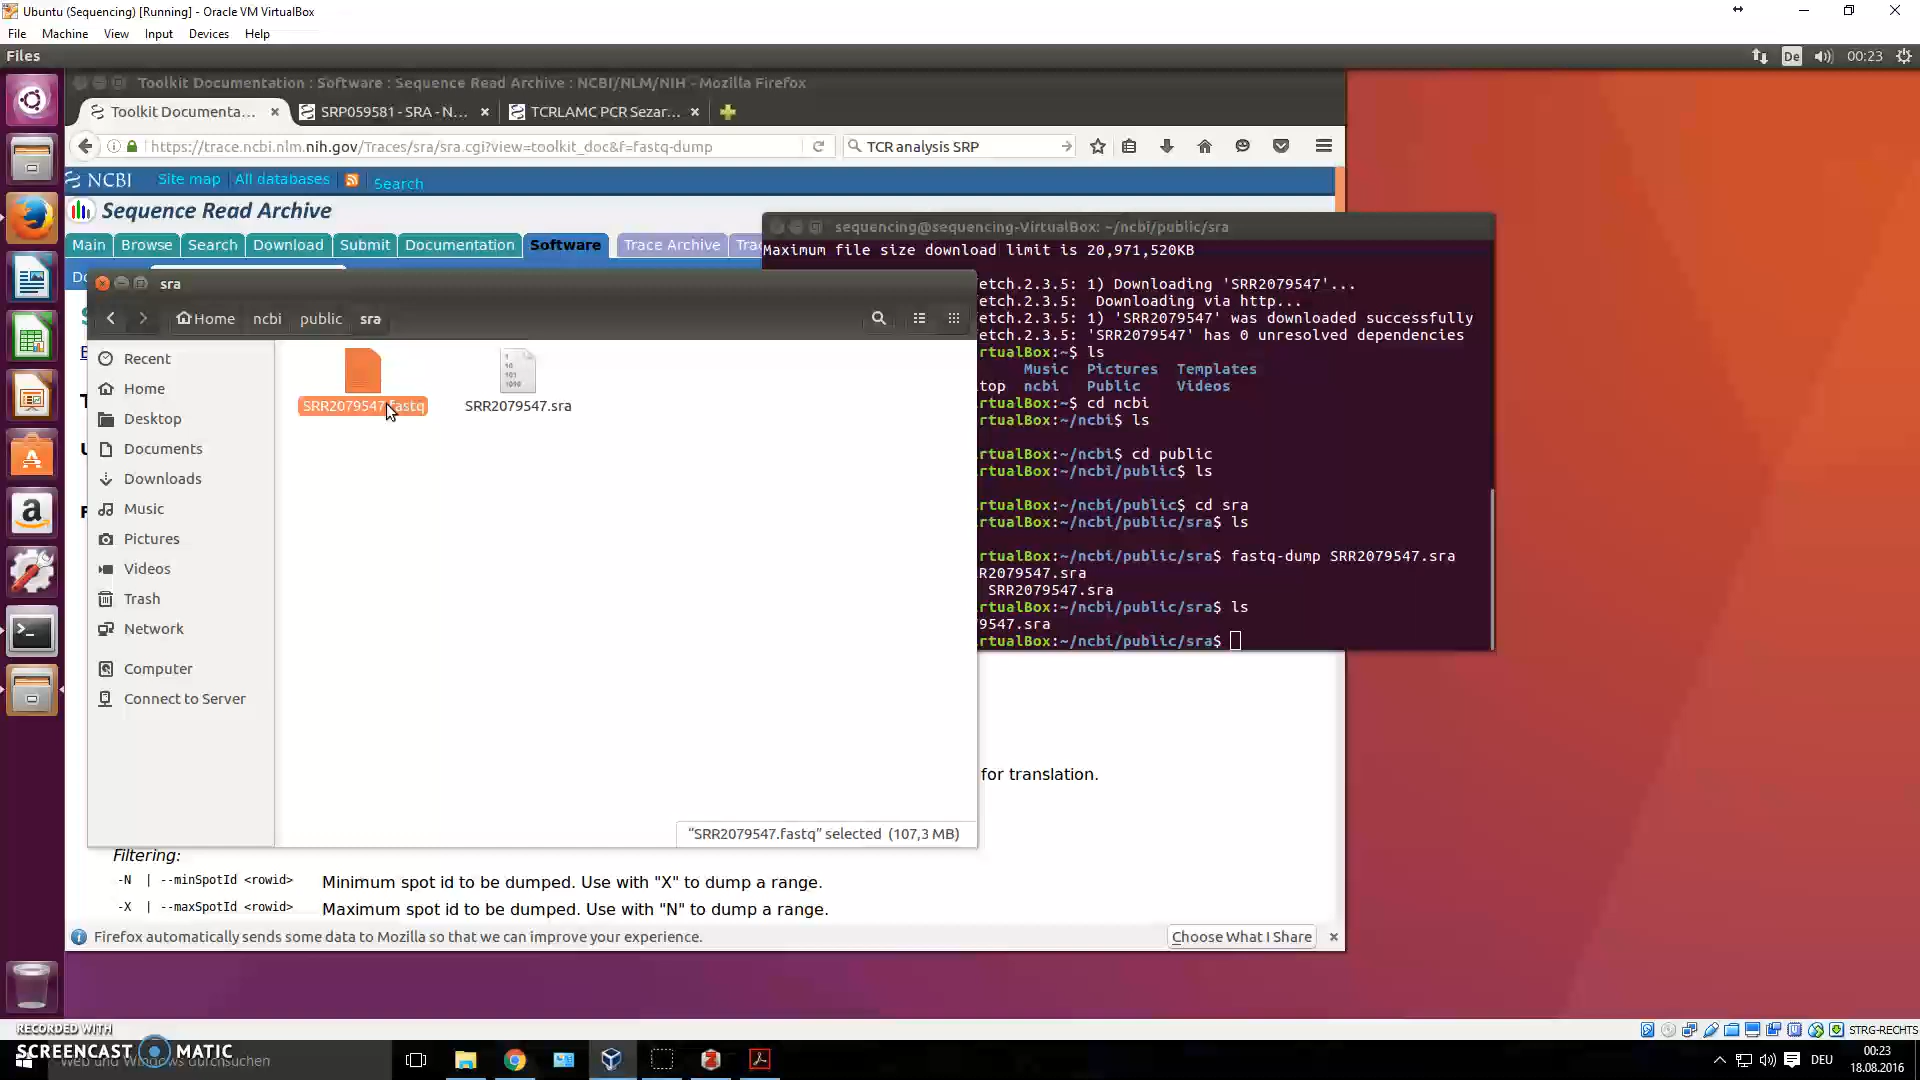 Ubuntu (Sequencing) [Running] - Oracle VM VirtualBox
File Machine View Input Devices Help
Files
De
00:23
Toolkit Documentation : Software : Sequence Read Archive : NCBI/NLM/NIH - Mozilla Firefox
Toolkit Documenta... SRP059581 - SRA - N... TCRLAMC PCR Sezar...
https://trace.ncbi.nlm.nih.gov/Traces/sra/sra.cgi?view=toolkit_doc&f=fastq-dump
TCR analysis SRP
NCBI Site map All databases Search
Sequence Read Archive
Main Browse Search Download Submit Documentation Software Trace Archive
sequencing@sequencing-VirtualBox: ~/ncbi/public/sra
Maximum file size download limit is 20,971,520KB
etch.2.3.5: 1) Downloading 'SRR2079547'...
etch.2.3.5: Downloading via http...
etch.2.3.5: 1) 'SRR2079547' was downloaded successfully
etch.2.3.5: 'SRR2079547' has 0 unresolved dependencies
rtualBox:~$ ls
Music Pictures Templates
top ncbi Public Videos
rtualBox:~$ cd ncbi
rtualBox:~/ncbi$ ls
rtualBox:~/ncbi$ cd public
rtualBox:~/ncbi/public$ ls
rtualBox:~/ncbi/public$ cd sra
rtualBox:~/ncbi/public/sra$ ls
rtualBox:~/ncbi/public/sra$ fastq-dump SRR2079547.sra
R2079547.sra
SRR2079547.sra
rtualBox:~/ncbi/public/sra$ ls
9547.sra
rtualBox:~/ncbi/public/sra$
sra
Home ncbi public sra
Recent
Home
Desktop
Documents
Downloads
Music
Pictures
Videos
Trash
Network
Computer
Connect to Server
SRR2079547.fastq
SRR2079547.sra
"SRR2079547.fastq" selected (107,3 MB)
for translation.
Filtering:
-N | --minSpotId <rowid> Minimum spot id to be dumped. Use with "X" to dump a range.
-X | --maxSpotId <rowid> Maximum spot id to be dumped. Use with "N" to dump a range.
Firefox automatically sends some data to Mozilla so that we can improve your experience.
Choose What I Share
STRG-RECHTS
RECORDED WITH
SCREENCAST MATIC
Web und Windows durchsuchen
DEU
00:23
18.08.2016